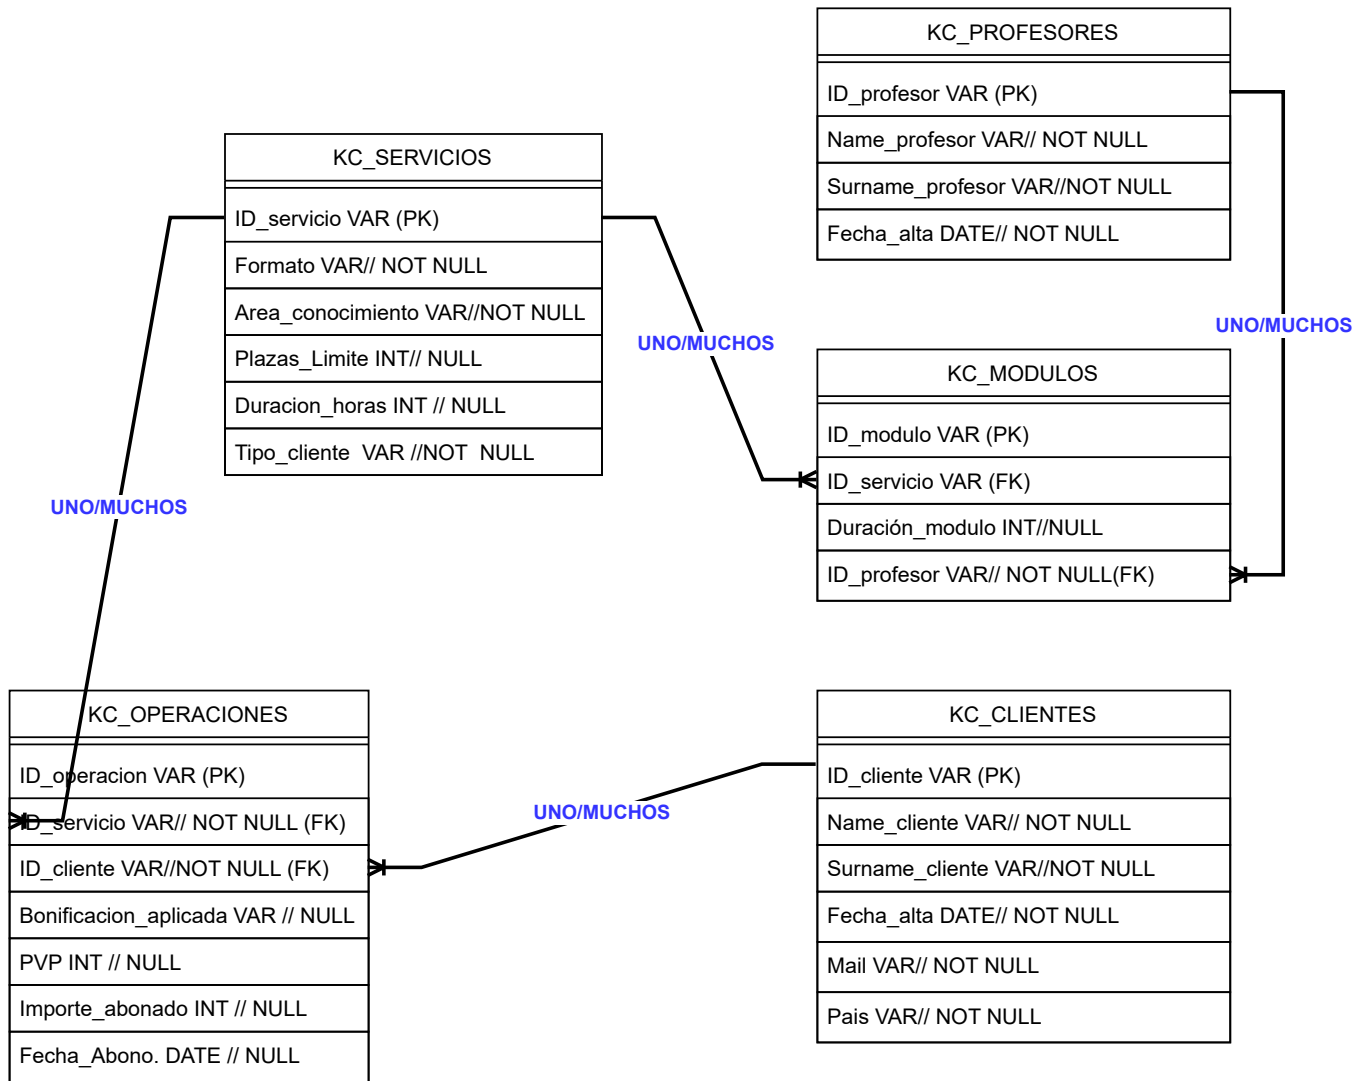 KC_PROFESORES
ID_profesor VAR (PK)
Name_profesor VAR// NOT NULL
Surname_profesor VAR//NOT NULL
Fecha_alta DATE// NOT NULL
KC_SERVICIOS
ID_servicio VAR (PK)
Formato VAR// NOT NULL
Area_conocimiento VAR//NOT NULL
Plazas_Limite INT// NULL
Duracion_horas INT // NULL
Tipo_cliente  VAR //NOT  NULL
UNO/MUCHOS
UNO/MUCHOS
UNO/MUCHOS
KC_MODULOS
ID_modulo VAR (PK)
ID_servicio VAR (FK)
Duración_modulo INT//NULL
ID_profesor VAR// NOT NULL(FK)
KC_OPERACIONES
ID_operacion VAR (PK)
ID_servicio VAR// NOT NULL (FK)
ID_cliente VAR//NOT NULL (FK)
Bonificacion_aplicada VAR // NULL
PVP INT // NULL
Importe_abonado INT // NULL
Fecha_Abono. DATE // NULL
UNO/MUCHOS
KC_CLIENTES
ID_cliente VAR (PK)
Name_cliente VAR// NOT NULL
Surname_cliente VAR//NOT NULL
Fecha_alta DATE// NOT NULL
Mail VAR// NOT NULL
Pais VAR// NOT NULL